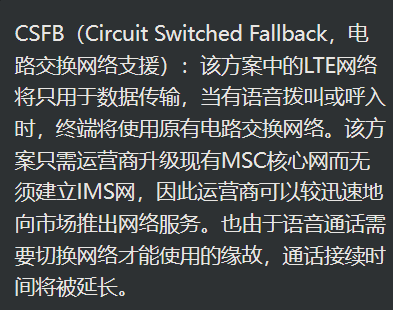 CSFB（Circuit Switched Fallback，电
路交换网络支援）：该方案中的LTE网络
将只用于数据传输，当有语音拨叫或呼入
时，终端将使用原有电路交换网络。该方
案只需运营商升级现有MSC核心网而无
须建立IMS网，因此运营商可以较迅速地
向市场推出网络服务。也由于语音通话需
要切换网络才能使用的缘故，通话接续时
间将被延长。